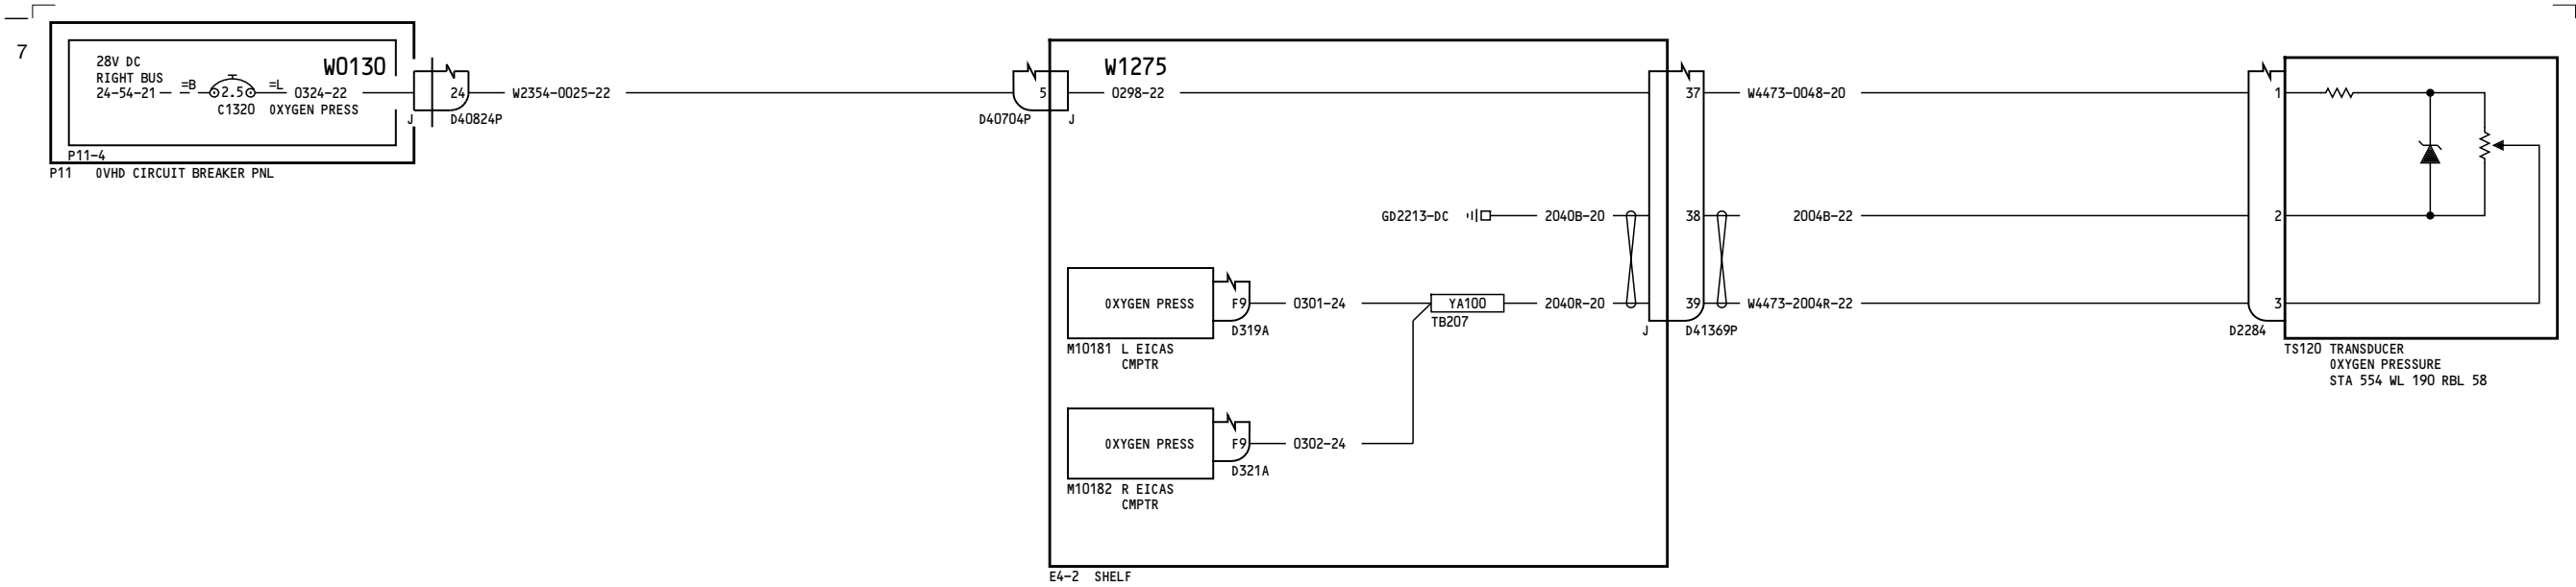 7
28V DC
RIGHT BUS
24-54-21
=B
2.5
=L
0324-22
W0130
C1320 OXYGEN PRESS
J
24
D40824P
P11-4
P11 OVHD CIRCUIT BREAKER PNL
W2354-0025-22
5
D40704P
J
W1275
0298-22
37
W4473-0048-20
1
GD2213-DC
2040B-20
38
2004B-22
2
OXYGEN PRESS
F9
0301-24
YA100
TB207
2040R-20
39
W4473-2004R-22
3
D319A
J
D41369P
D2284
M10181 L EICAS
CMPTR
TS120 TRANSDUCER
OXYGEN PRESSURE
STA 554 WL 190 RBL 58
OXYGEN PRESS
F9
0302-24
D321A
M10182 R EICAS
CMPTR
E4-2 SHELF